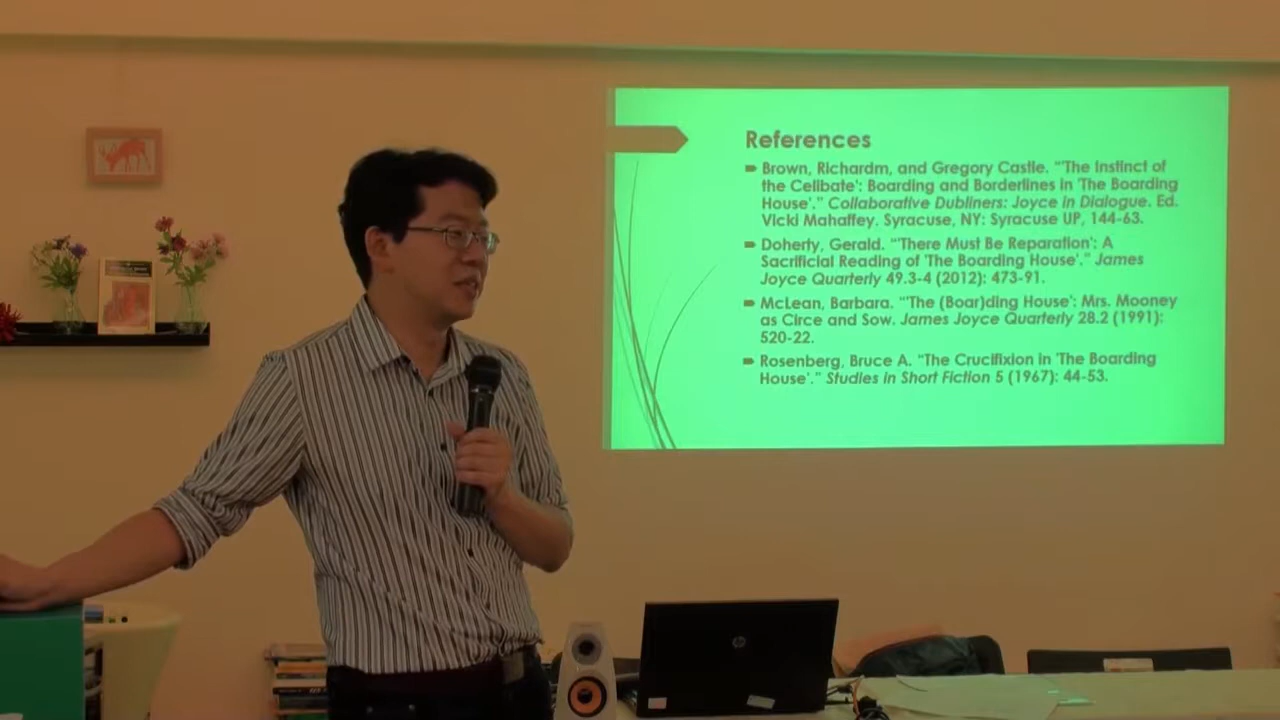 References
Brown, Richardm, and Gregory Castle. "'The Instinct of
the Celibate': Boarding and Borderlines in 'The Boarding
House'." Collaborative Dubliners: Joyce in Dialogue. Ed.
Vicki Mahaffey. Syracuse, NY: Syracuse UP, 144-63.
Doherty, Gerald. "'There Must Be Reparation': A
Sacrificial Reading of 'The Boarding House'." James
Joyce Quarterly 49.3-4 (2012): 473-91.
McLean, Barbara. "'The (Boar)ding House': Mrs. Mooney
as Circe and Sow. James Joyce Quarterly 28.2 (1991):
520-22.
Rosenberg, Bruce A. "The Crucifixion in 'The Boarding
House'." Studies in Short Fiction 5 (1967): 44-53.
hp